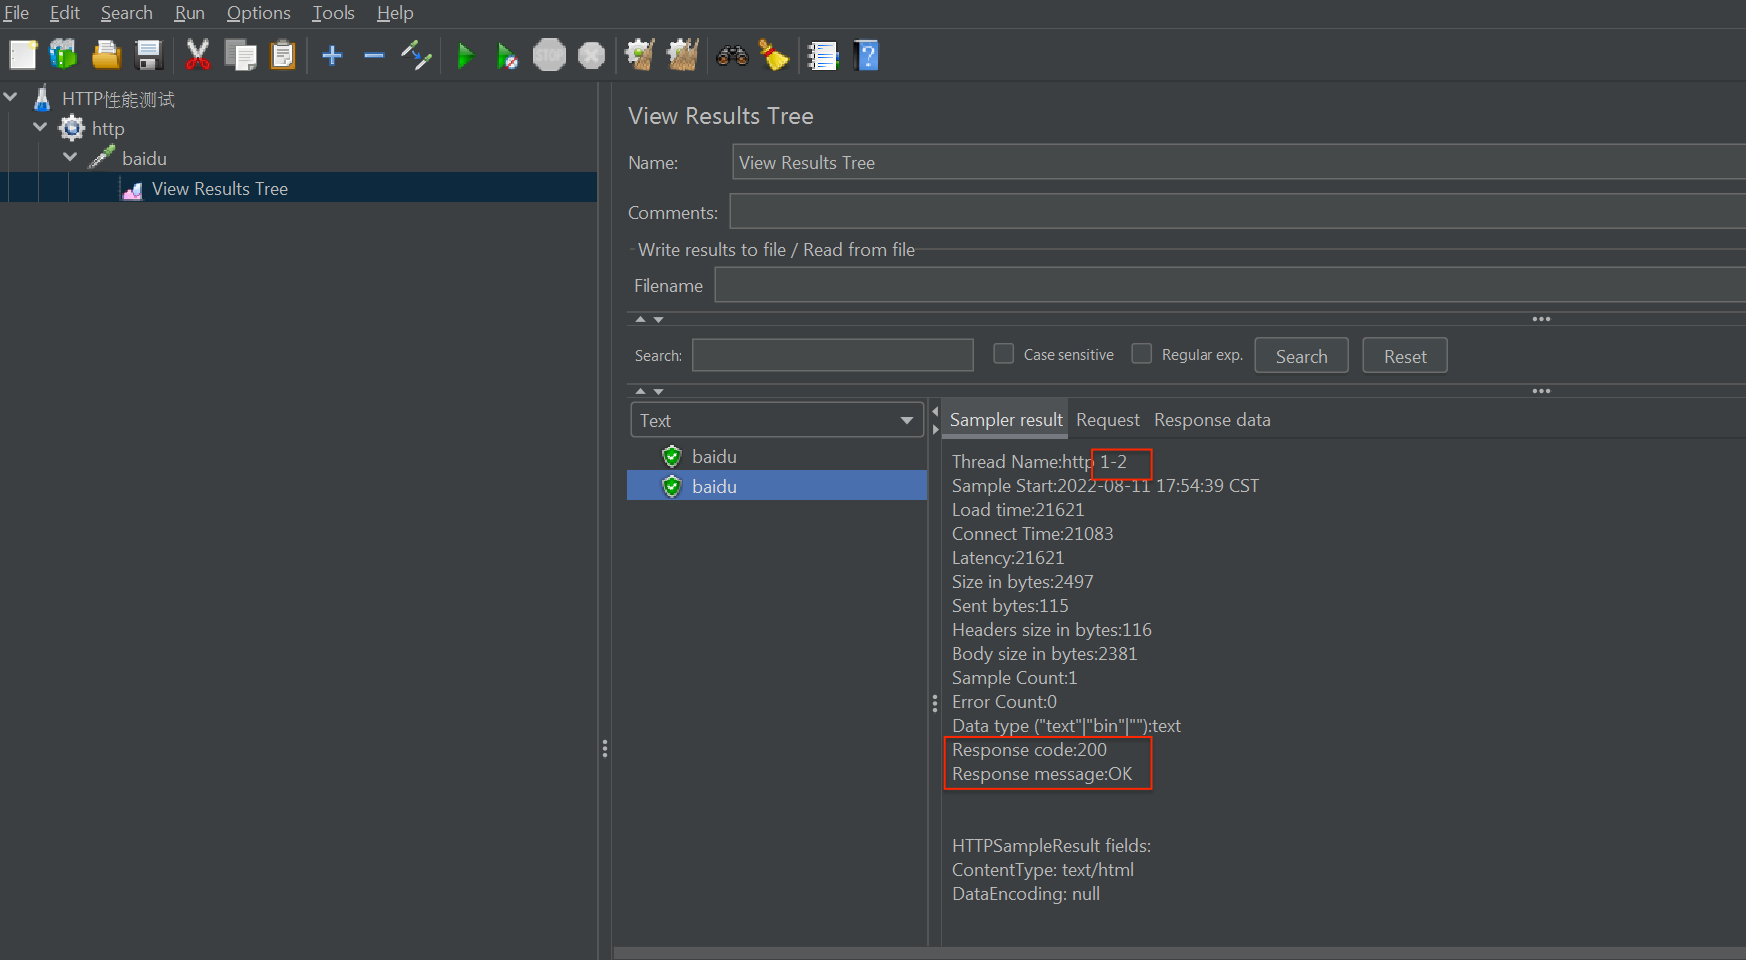 File Edit Search Run Options Tools Help
STOP
HTTP性能测试
http
baidu
View Results Tree
View Results Tree
Name: View Results Tree
Comments:
Write results to file / Read from file
Filename
Search: Case sensitive Regular exp. Search Reset
Text
baidu
baidu
Sampler result Request Response data
Thread Name:http 1-2
Sample Start:2022-08-11 17:54:39 CST
Load time:21621
Connect Time:21083
Latency:21621
Size in bytes:2497
Sent bytes:115
Headers size in bytes:116
Body size in bytes:2381
Sample Count:1
Error Count:0
Data type ("text"|"bin"|""):text
Response code:200
Response message:OK
HTTPSampleResult fields:
ContentType: text/html
DataEncoding: null